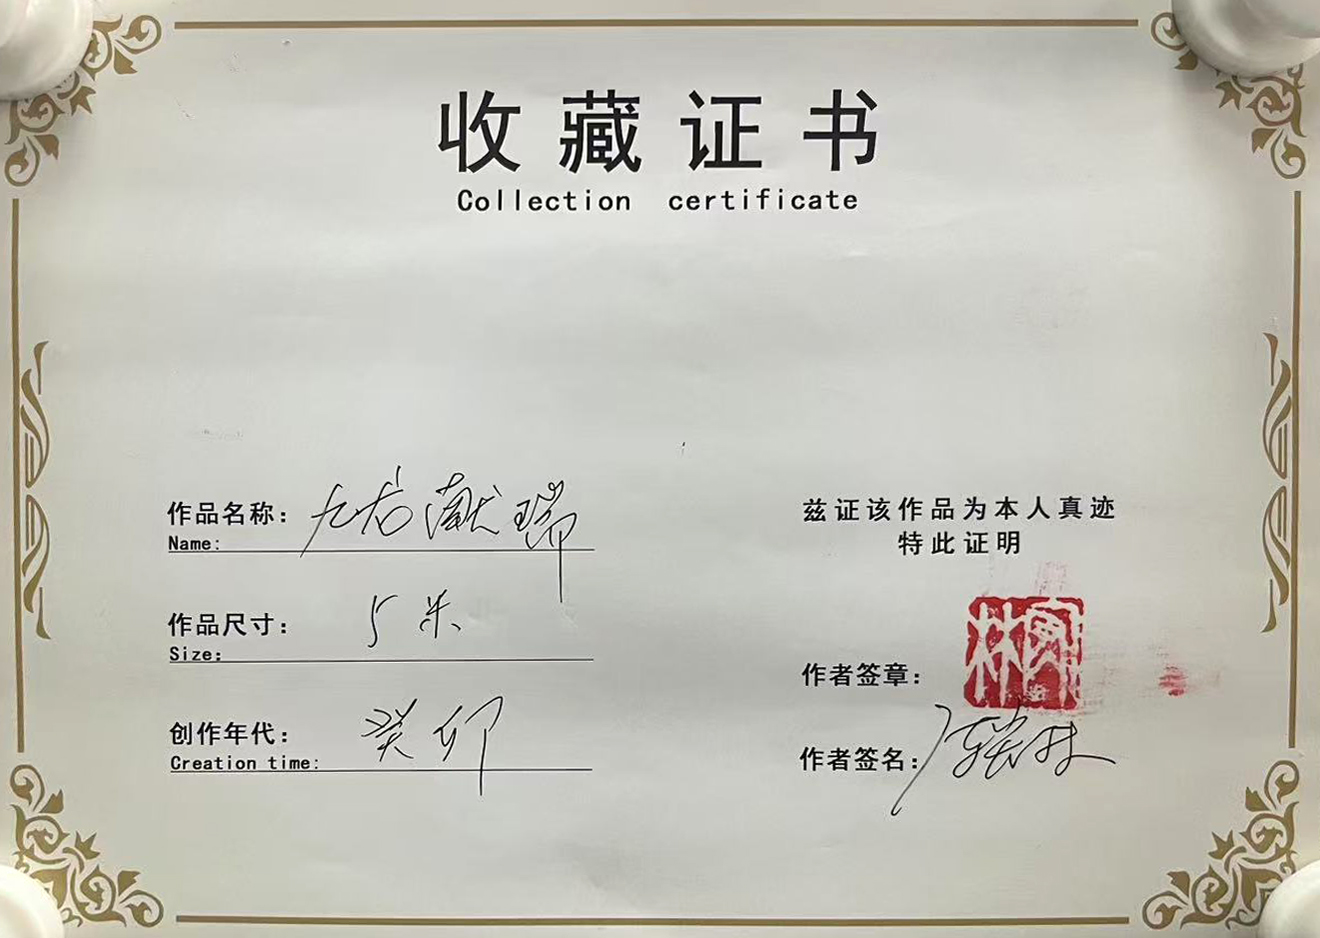 收藏证书
Collection certificate
作品名称：九龙献瑞
Name:
作品尺寸：5米
Size:
创作年代：癸卯
Creation time:
兹证该作品为本人真迹
特此证明
作者签章：
作者签名：